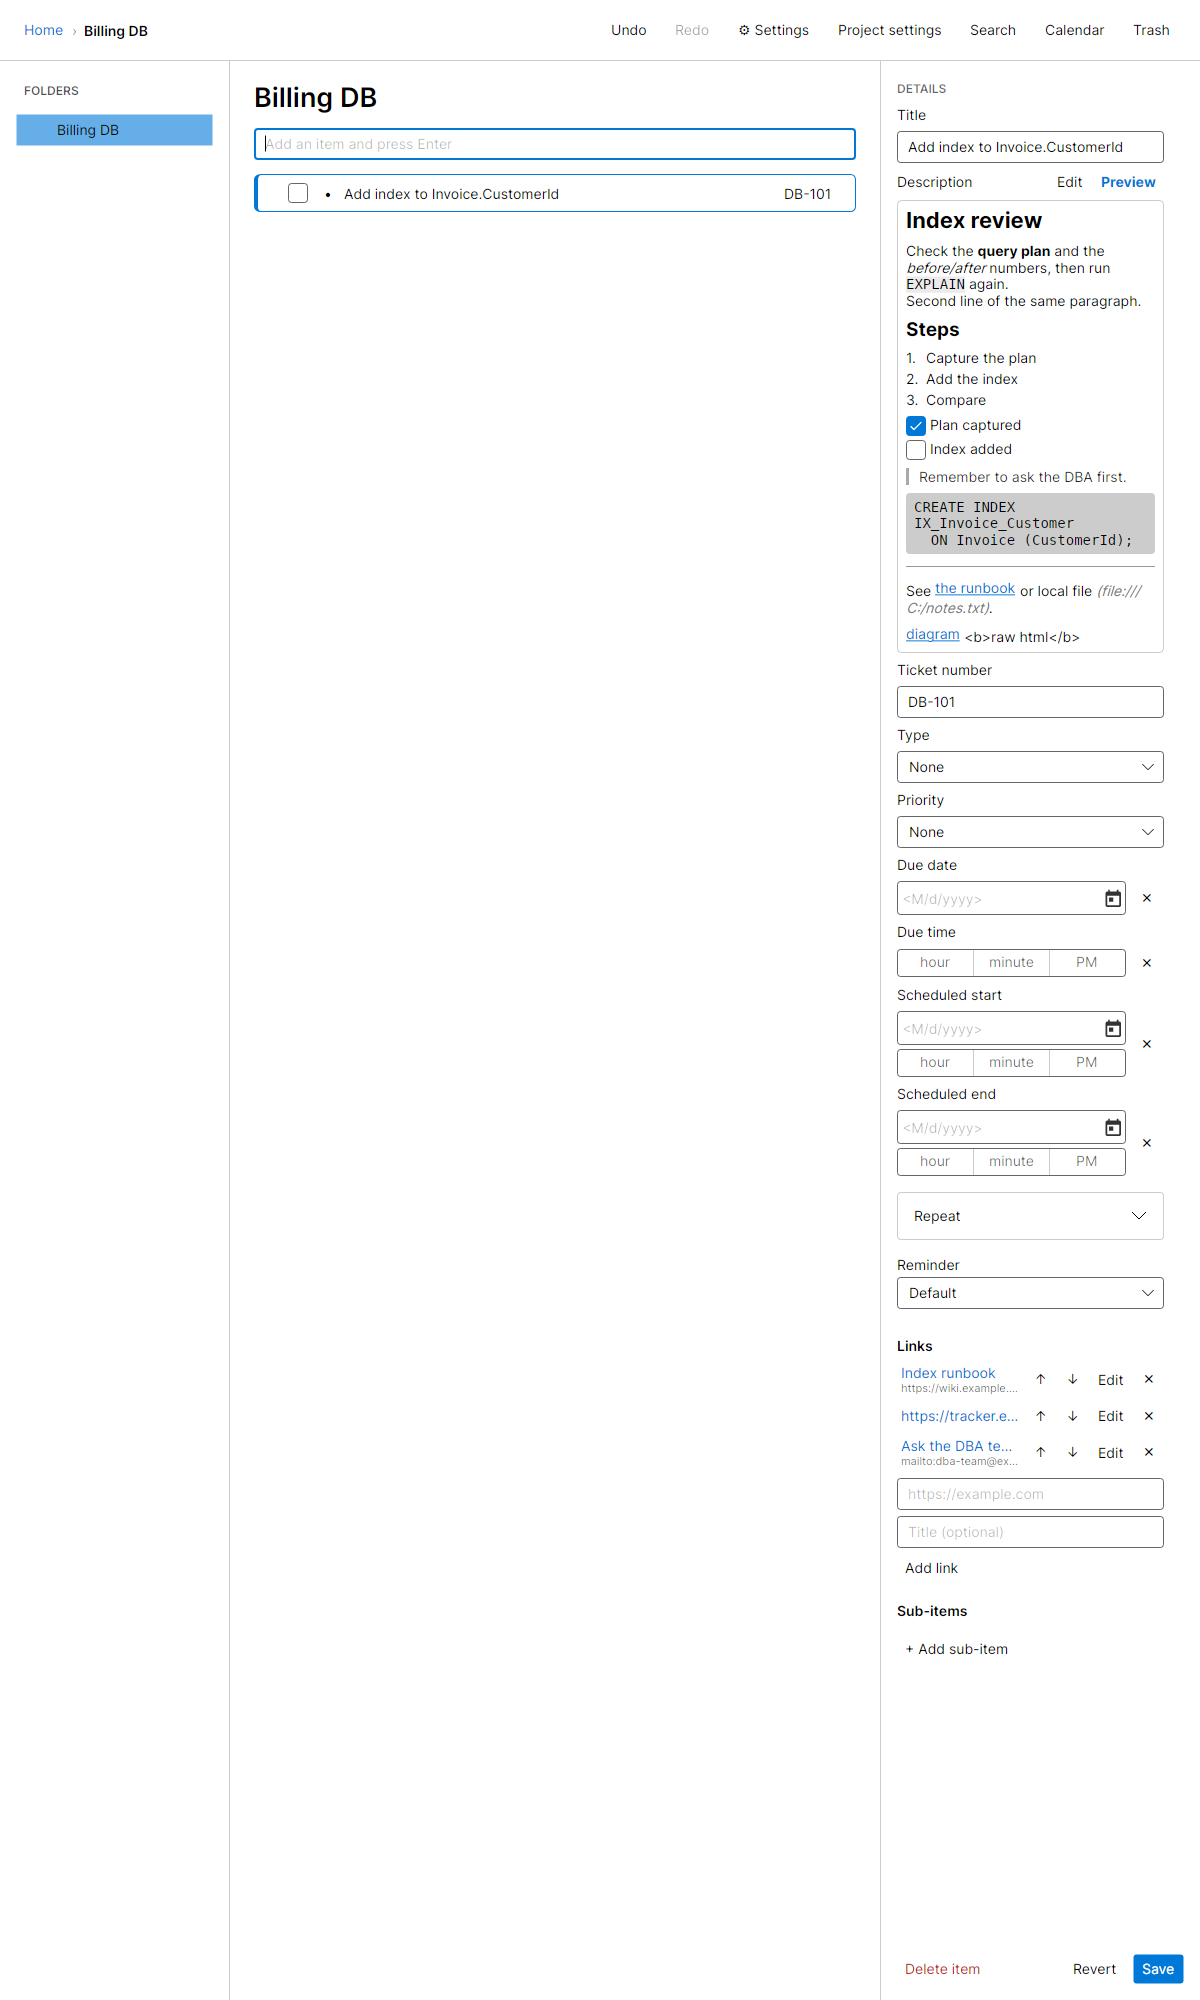 Home › Billing DB
Undo Redo ⚙ Settings Project settings Search Calendar Trash
FOLDERS
Billing DB
Billing DB
Add an item and press Enter
• Add index to Invoice.CustomerId DB-101
DETAILS
Title
Add index to Invoice.CustomerId
Description Edit Preview
Index review
Check the query plan and the
before/after numbers, then run
EXPLAIN again.
Second line of the same paragraph.
Steps
1. Capture the plan
2. Add the index
3. Compare
Plan captured
Index added
Remember to ask the DBA first.
CREATE INDEX
IX_Invoice_Customer
ON Invoice (CustomerId);
See the runbook or local file (file:///
C:/notes.txt).
diagram <b>raw html</b>
Ticket number
DB-101
Type
None
Priority
None
Due date
<M/d/yyyy> ×
Due time
hour minute PM ×
Scheduled start
<M/d/yyyy>
×
hour minute PM
Scheduled end
<M/d/yyyy>
×
hour minute PM
Repeat
Reminder
Default
Links
Index runbook
https://wiki.example.... ↑ ↓ Edit ×
https://tracker.e... ↑ ↓ Edit ×
Ask the DBA te...
mailto:dba-team@ex... ↑ ↓ Edit ×
https://example.com
Title (optional)
Add link
Sub-items
+ Add sub-item
Delete item Revert Save